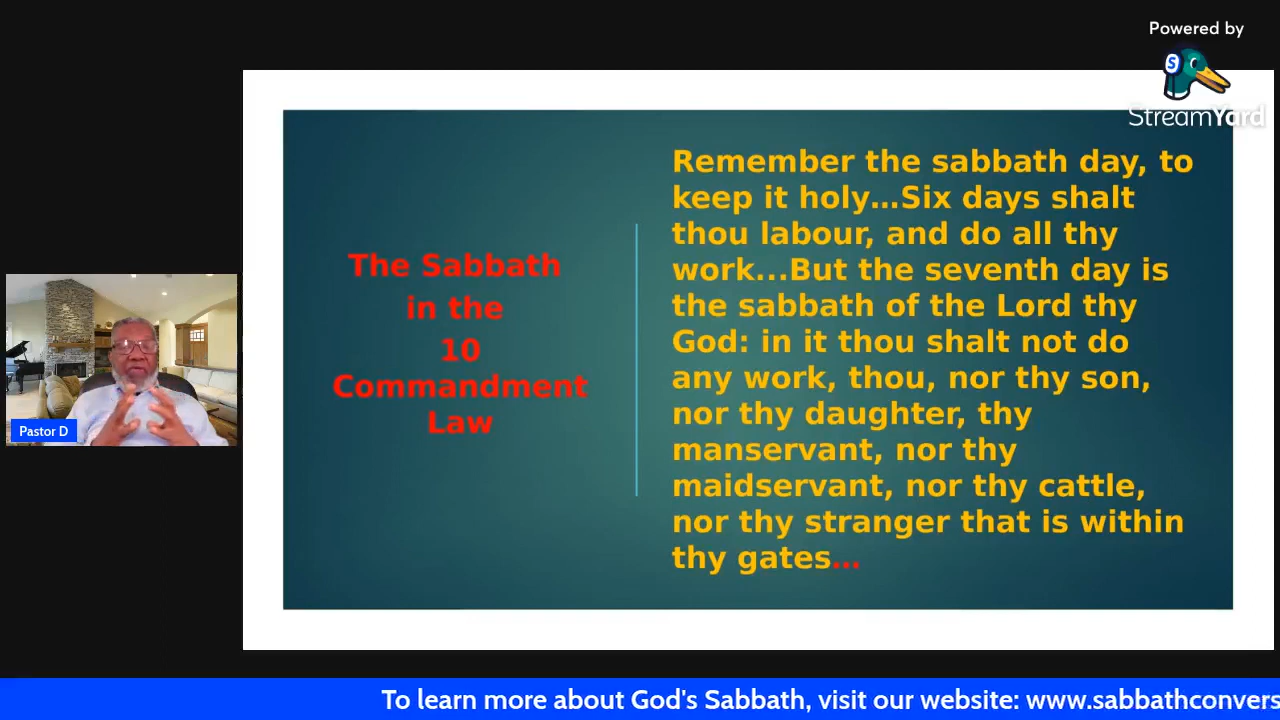 Powered by
StreamYard
The Sabbath
in the
10
Commandment
Law
Remember the sabbath day, to
keep it holy...Six days shalt
thou labour, and do all thy
work...But the seventh day is
the sabbath of the Lord thy
God: in it thou shalt not do
any work, thou, nor thy son,
nor thy daughter, thy
manservant, nor thy
maidservant, nor thy cattle,
nor thy stranger that is within
thy gates...
Pastor D
To learn more about God's Sabbath, visit our website: www.sabbathconvers